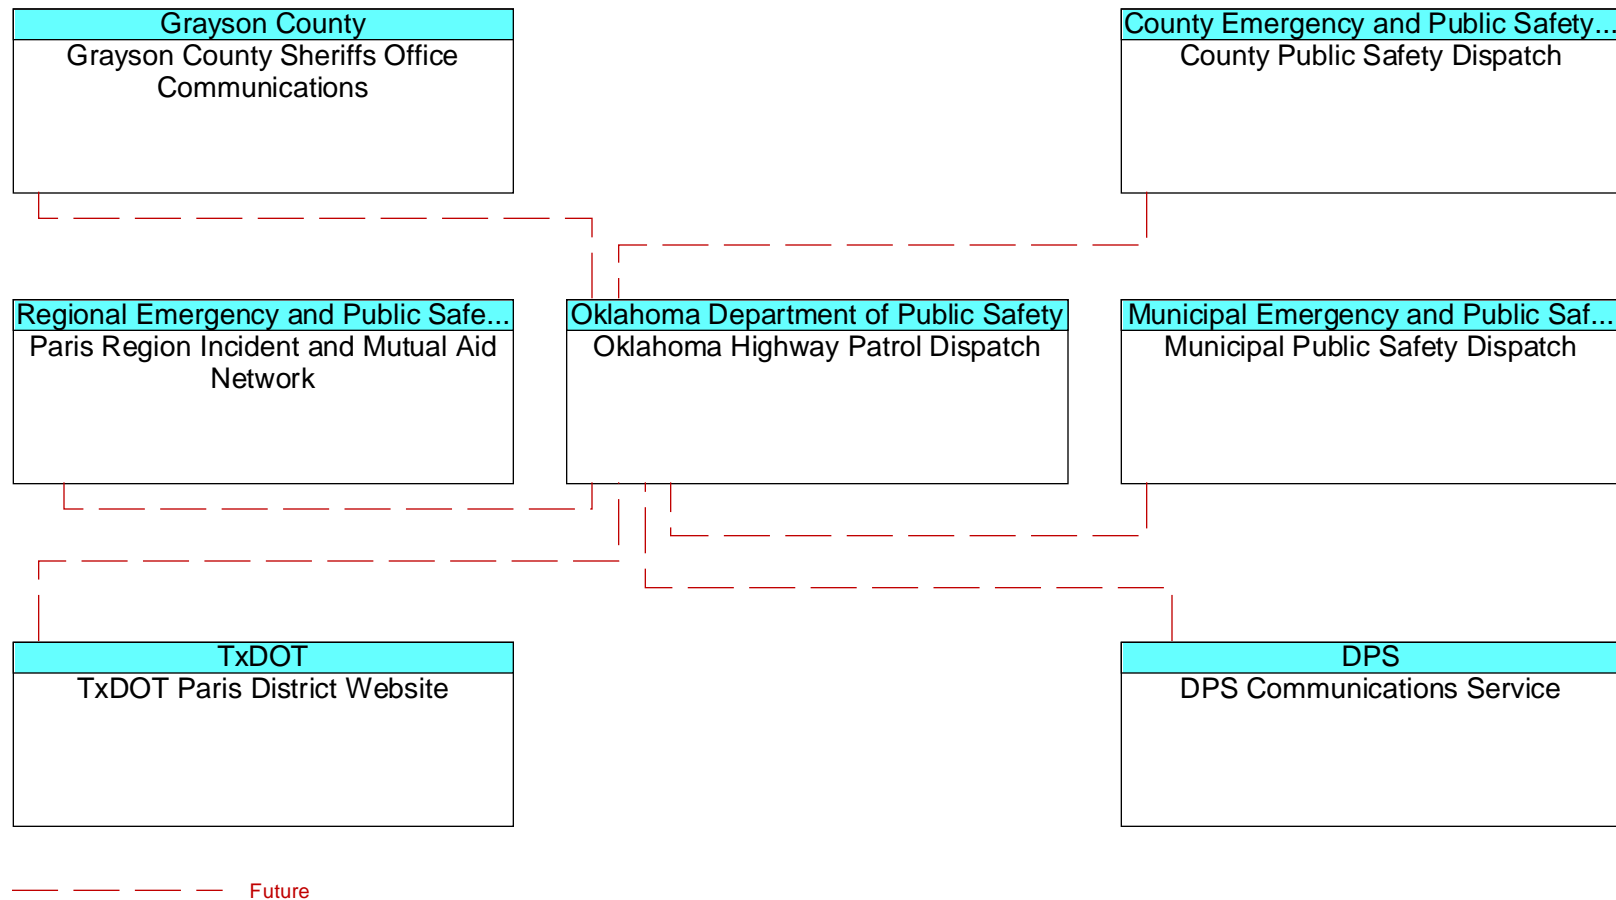 Grayson County
Grayson County Sheriffs Office
Communications
County Emergency and Public Safety...
County Public Safety Dispatch
Regional Emergency and Public Safe...
Paris Region Incident and Mutual Aid
Network
Oklahoma Department of Public Safety
Oklahoma Highway Patrol Dispatch
Municipal Emergency and Public Saf...
Municipal Public Safety Dispatch
TxDOT
TxDOT Paris District Website
DPS
DPS Communications Service
Future